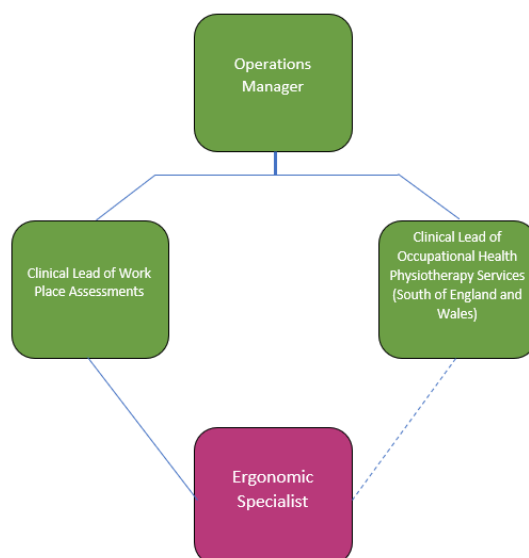 Operations
Manager
Clinical Lead of Work
Place Assessments
Clinical Lead of
Occupational Health
Physiotherapy Services
(South of England and
Wales)
Ergonomic
Specialist